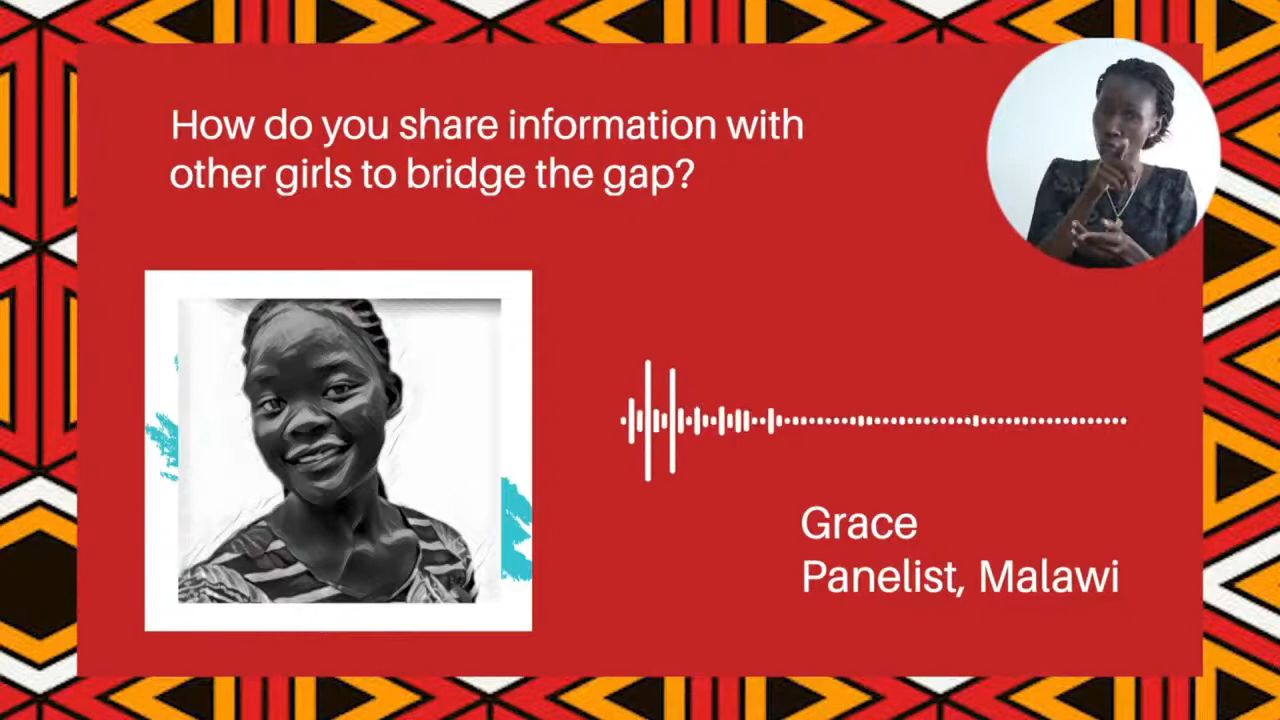 How do you share information with
other girls to bridge the gap?
Grace
Panelist, Malawi